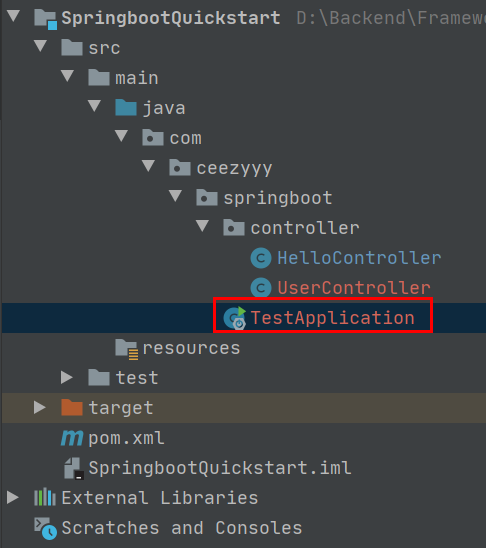 SpringbootQuickstart D:\Backend\Framew
src
main
java
com
ceezyyy
springboot
controller
HelloController
UserController
TestApplication
resources
test
target
pom.xml
SpringbootQuickstart.iml
External Libraries
Scratches and Consoles